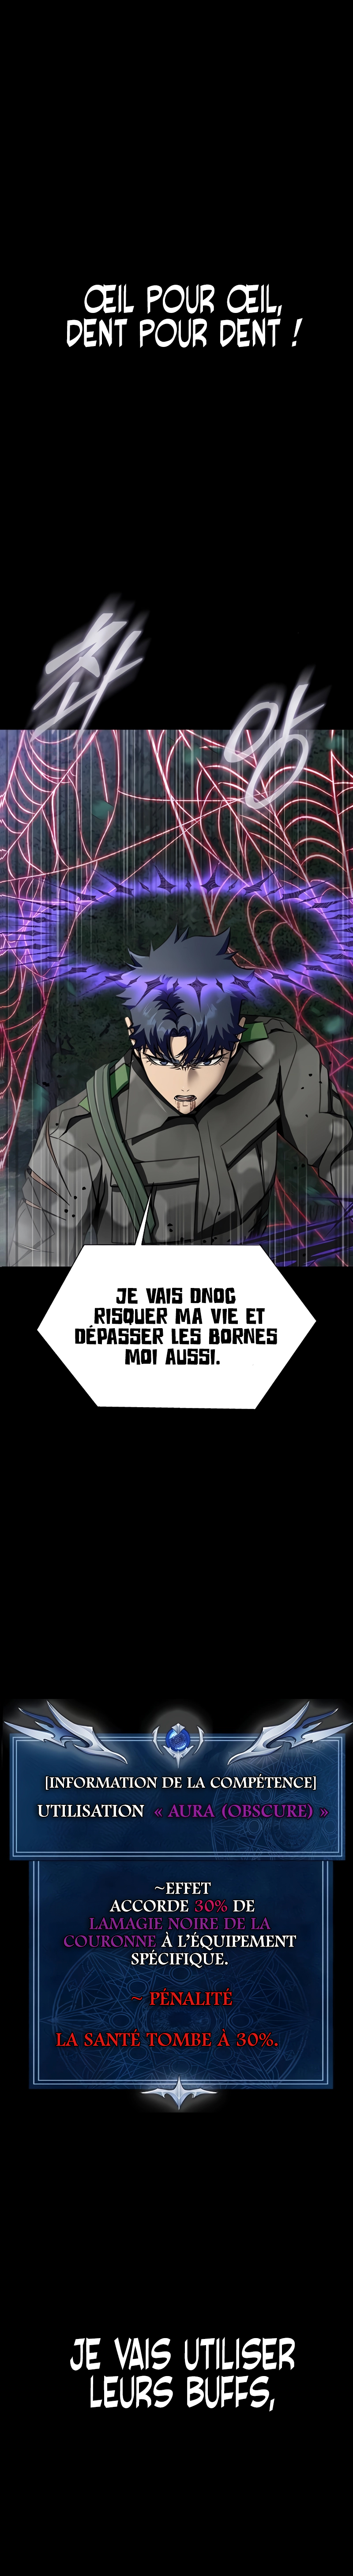 ŒIL POUR ŒIL,
DENT POUR DENT !
촤
앙
JE VAIS DNOC
RISQUER MA VIE ET
DÉPASSER LES BORNES
MOI AUSSI.
[INFORMATION DE LA COMPÉTENCE]
UTILISATION « AURA (OBSCURE) »
~EFFET
ACCORDE 30% DE
LAMAGIE NOIRE DE LA
COURONNE À L'ÉQUIPEMENT
SPÉCIFIQUE.
~ PÉNALITÉ
LA SANTÉ TOMBE À 30%.
JE VAIS UTILISER
LEURS BUFFS,